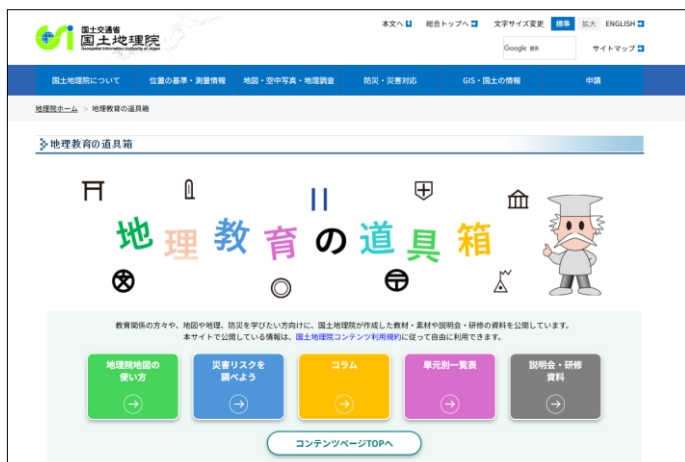 国土交通省
国土地理院
Geospatial Information Authority of Japan
本文へ 総合トップへ 文字サイズ変更 標準 拡大 ENGLISH
Google 検索 サイトマップ
国土地理院について 位置の基準・測量情報 地図・空中写真・地理調査 防災・災害対応 GIS・国土の情報 申請
地理院ホーム > 地理教育の道具箱
地理教育の道具箱
地理教育の道具箱
教育関係の方々や、地図や地理、防災を学びたい方向けに、国土地理院が作成した教材・素材や説明会・研修の資料を公開しています。
本サイトで公開している情報は、国土地理院コンテンツ利用規約に従って自由に利用できます。
地理院地図の
使い方
災害リスクを
調べよう
コラム
単元別一覧表
説明会・研修
資料
コンテンツページTOPへ